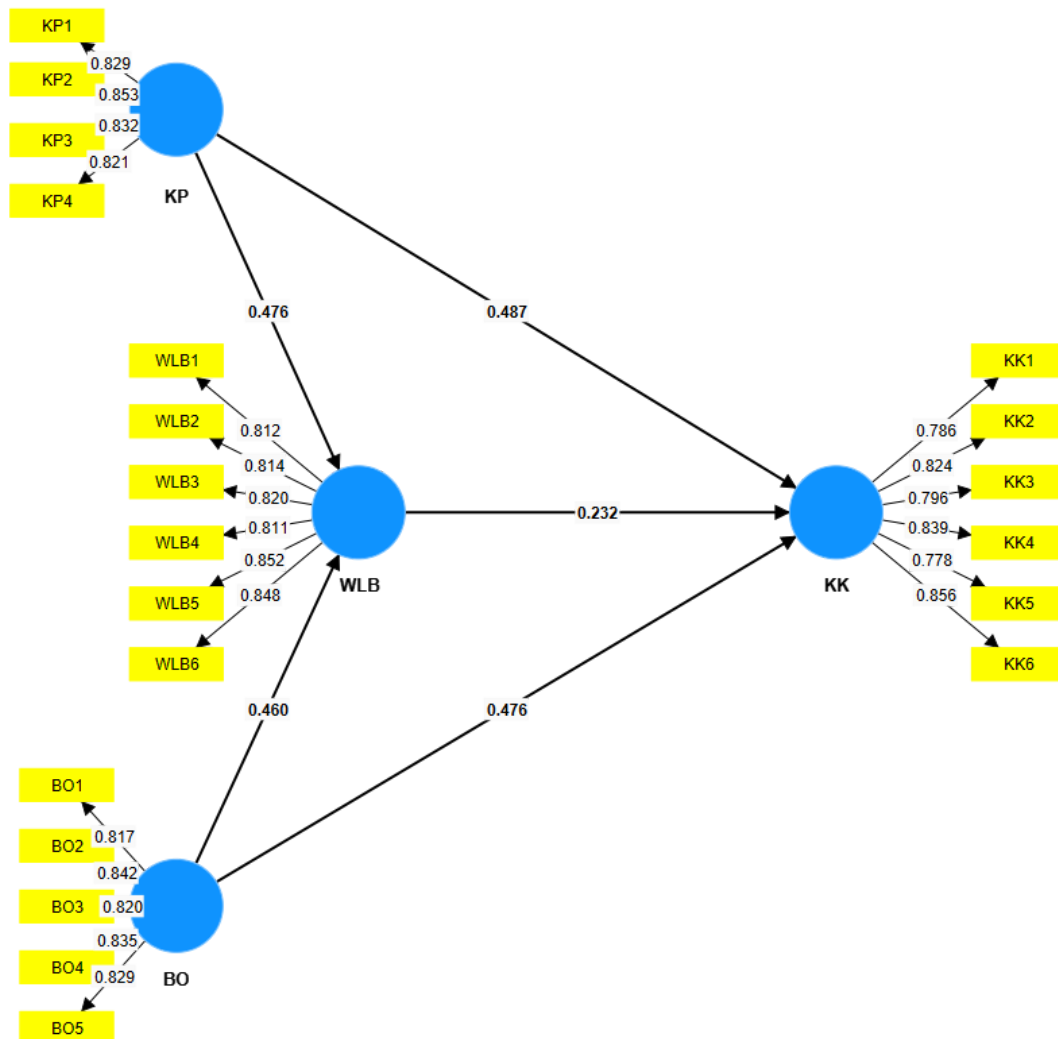 KP1
0.829
KP2
0.853
KP3
0.832
0.821
KP4
KP
0.476
0.487
WLB1
WLB2
WLB3
WLB4
WLB5
WLB6
0.812
0.814
0.820
0.811
0.852
0.848
WLB
0.232
KK
0.786
0.824
0.796
0.839
0.778
0.856
KK1
KK2
KK3
KK4
KK5
KK6
0.460
0.476
BO1
0.817
BO2
0.842
BO3
0.820
0.835
BO4
0.829
BO5
BO